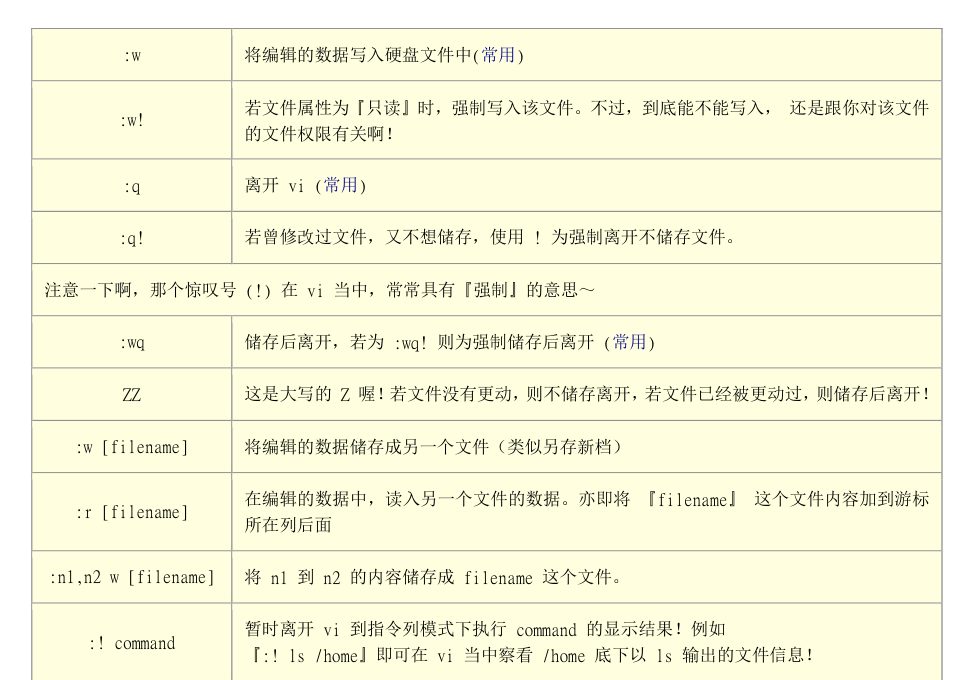 :w 将编辑的数据写入硬盘文件中(常用)
:w! 若文件属性为『只读』时，强制写入该文件。不过，到底能不能写入， 还是跟你对该文件
的文件权限有关啊！
:q 离开 vi (常用)
:q! 若曾修改过文件，又不想储存，使用 ! 为强制离开不储存文件。
注意一下啊，那个惊叹号 (!) 在 vi 当中，常常具有『强制』的意思～
:wq 储存后离开，若为 :wq! 则为强制储存后离开 (常用)
ZZ 这是大写的 Z 喔！若文件没有更动，则不储存离开，若文件已经被更动过，则储存后离开！
:w [filename] 将编辑的数据储存成另一个文件（类似另存新档）
:r [filename] 在编辑的数据中，读入另一个文件的数据。亦即将 『filename』 这个文件内容加到游标
所在列后面
:n1,n2 w [filename] 将 n1 到 n2 的内容储存成 filename 这个文件。
:! command 暂时离开 vi 到指令列模式下执行 command 的显示结果！例如
『:! ls /home』即可在 vi 当中察看 /home 底下以 ls 输出的文件信息！